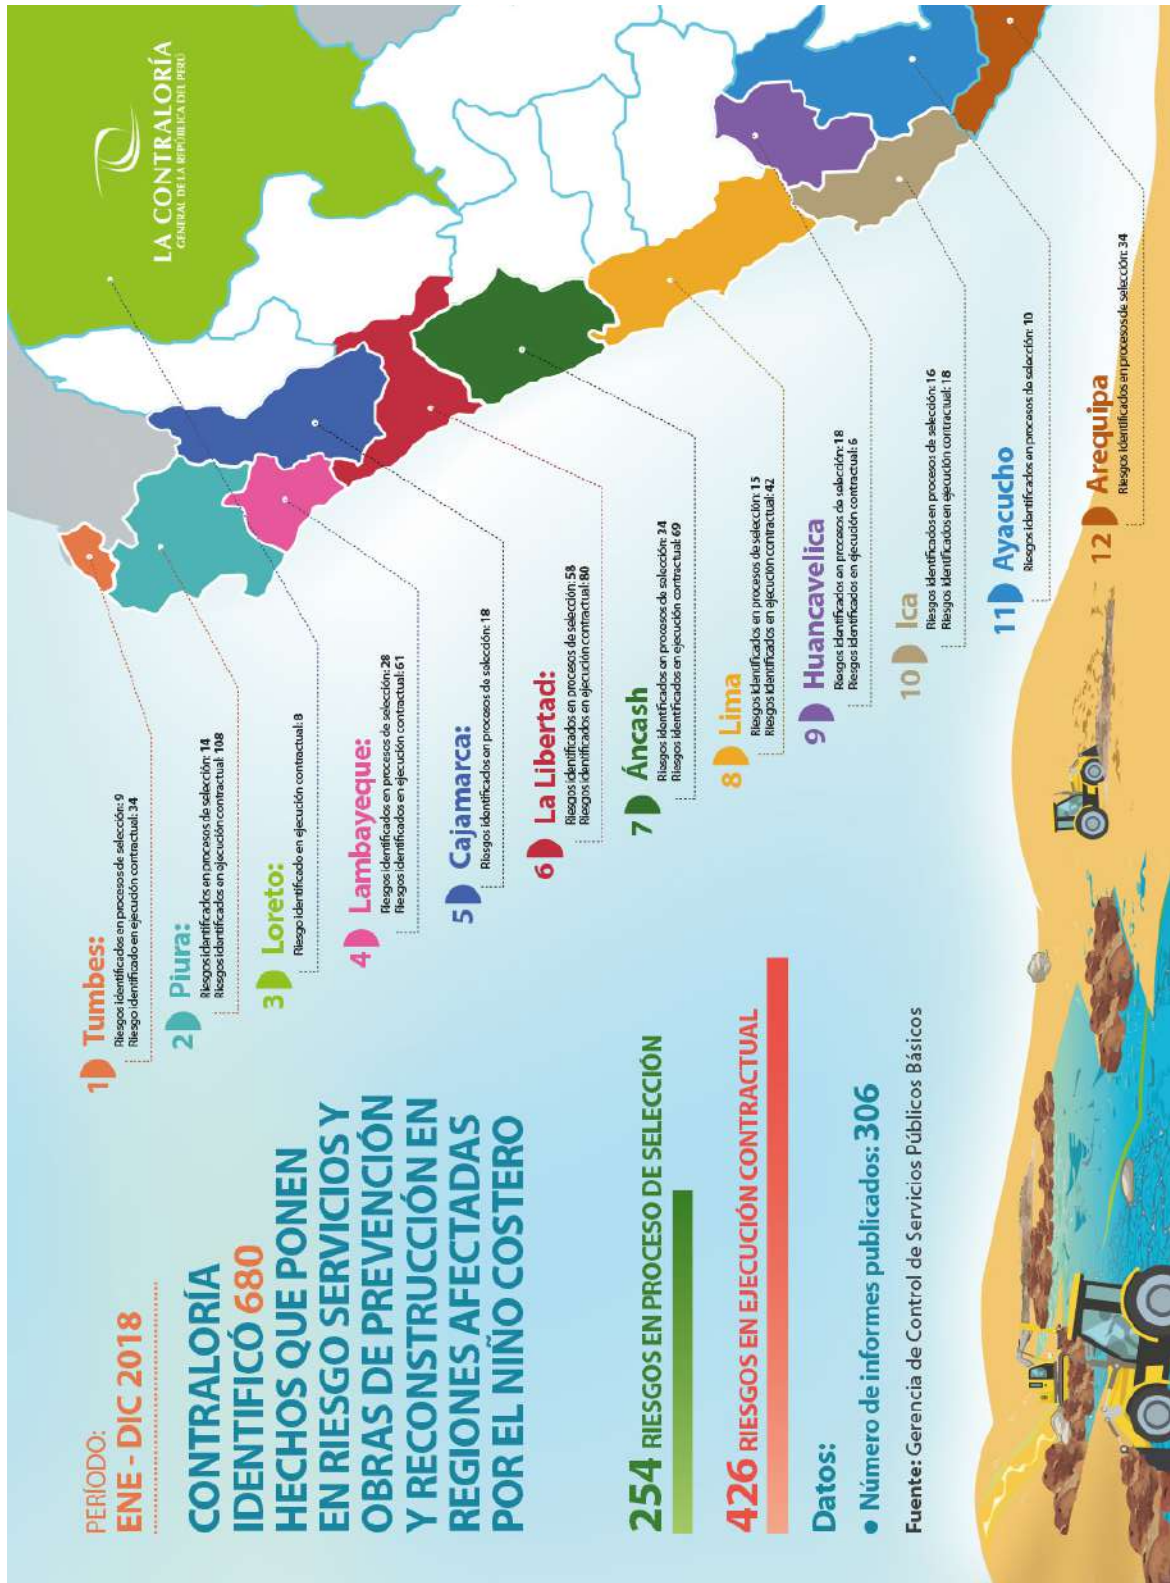 PERÍODO:
ENE - DIC 2018
CONTRALORÍA
IDENTIFICÓ 680
HECHOS QUE PONEN
EN RIESGO SERVICIOS Y
OBRAS DE PREVENCIÓN
Y RECONSTRUCCIÓN EN
REGIONES AFECTADAS
POR EL NIÑO COSTERO
254 RIESGOS EN PROCESO DE SELECCIÓN
426 RIESGOS EN EJECUCIÓN CONTRACTUAL
Datos:
• Número de informes publicados: 306
Fuente: Gerencia de Control de Servicios Públicos Básicos
1 Tumbes:
Riesgos identificados en procesos de selección: 9
Riesgo identificado en ejecución contractual: 34
2 Piura:
Riesgos identificados en procesos de selección: 14
Riesgos identificados en ejecución contractual: 108
3 Loreto:
Riesgo identificado en ejecución contractual: 8
4 Lambayeque:
Riesgos identificados en procesos de selección: 28
Riesgos identificados en ejecución contractual: 61
5 Cajamarca:
Riesgos identificados en procesos de selección: 18
6 La Libertad:
Riesgos identificados en procesos de selección: 58
Riesgos identificados en ejecución contractual: 80
7 Áncash
Riesgos identificados en procesos de selección: 34
Riesgos identificados en ejecución contractual: 69
8 Lima
Riesgos identificados en procesos de selección: 15
Riesgos identificados en ejecución contractual: 42
9 Huancavelica
Riesgos identificados en procesos de selección: 18
Riesgos identificados en ejecución contractual: 6
10 Ica
Riesgos identificados en procesos de selección: 16
Riesgos identificados en ejecución contractual: 18
11 Ayacucho
Riesgos identificados en procesos de selección: 10
12 Arequipa
Riesgos identificados en procesos de selección: 34
LA CONTRALORÍA
GENERAL DE LA REPÚBLICA DEL PERÚ